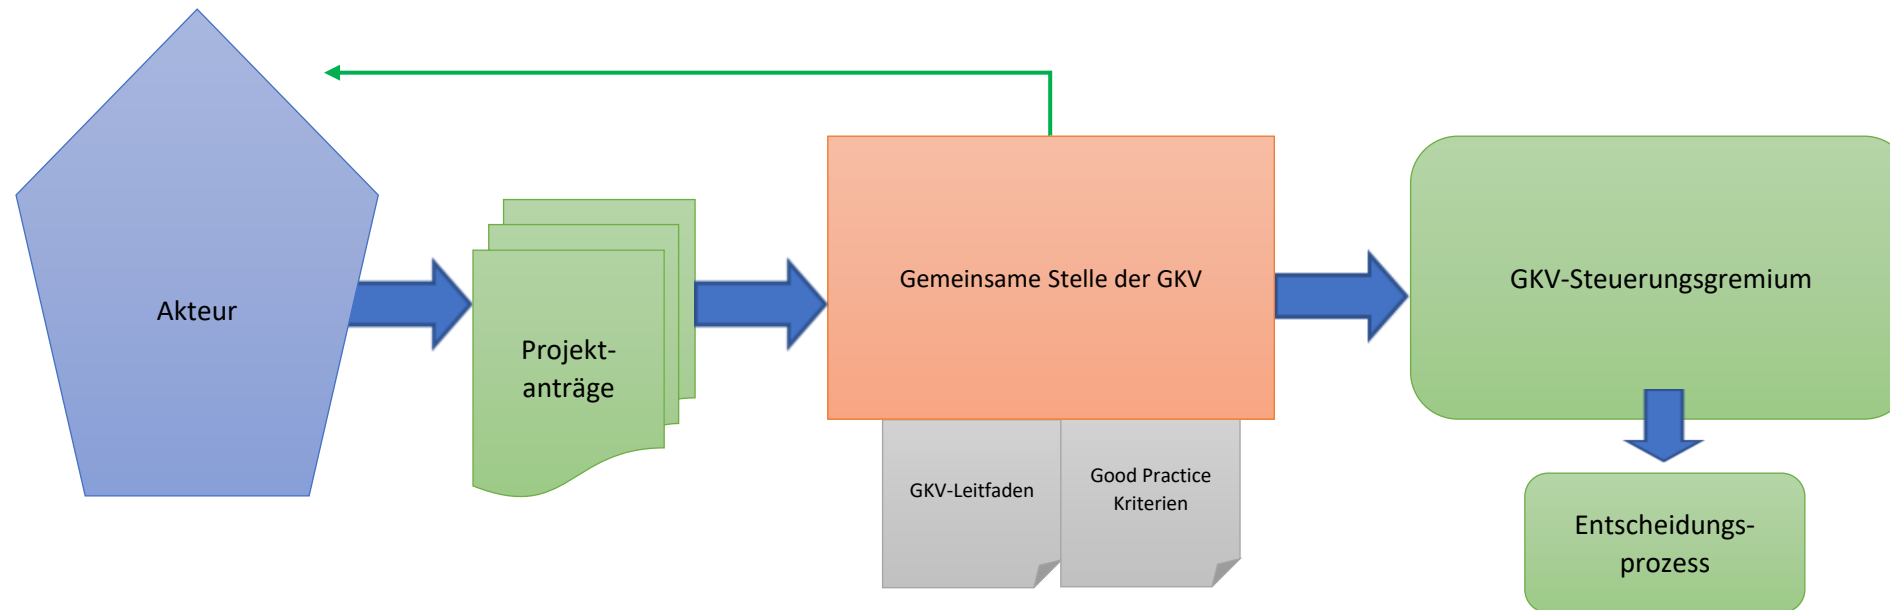 Akteur
Projekt-
anträge
Gemeinsame Stelle der GKV
GKV-Leitfaden
Good Practice
Kriterien
GKV-Steuerungsgremium
Entscheidungs-
prozess